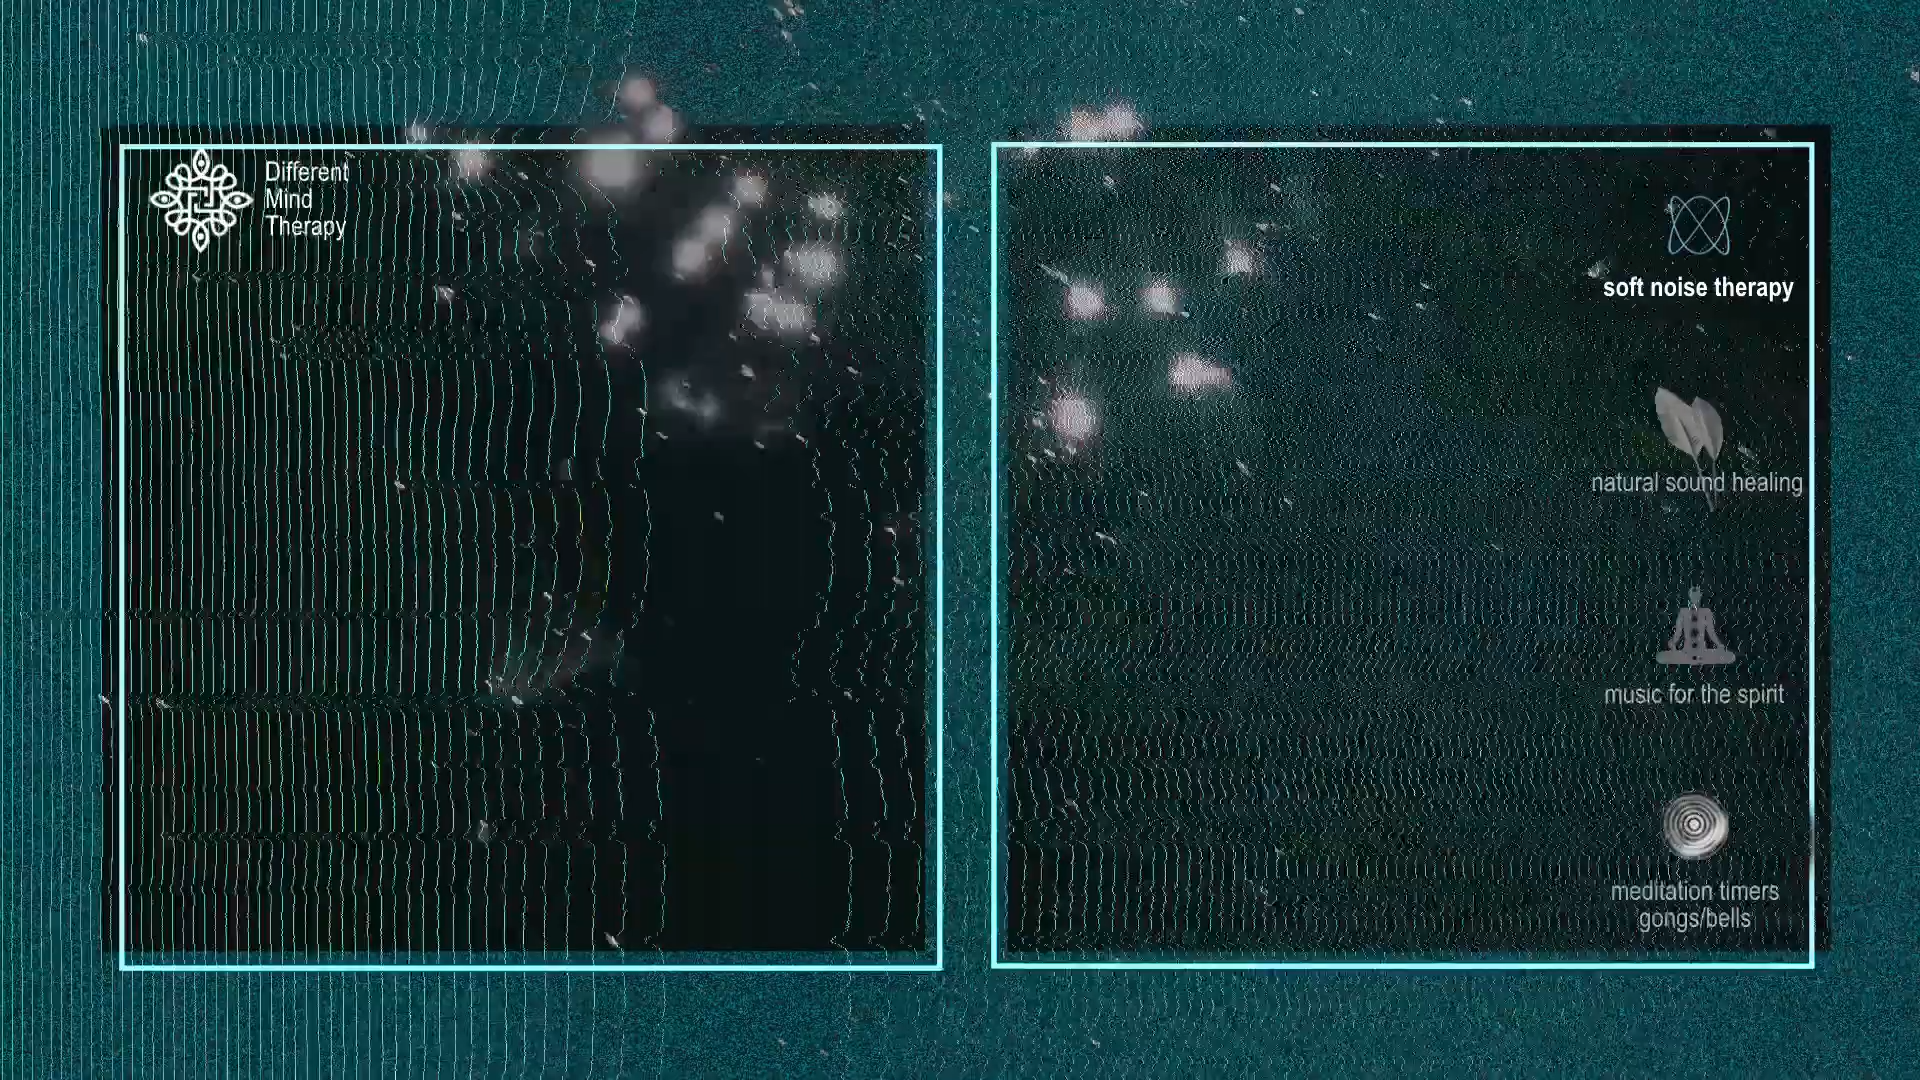 Different
Mind
Therapy
soft noise therapy
natural sound healing
music for the spirit
meditation timers
gongs/bells